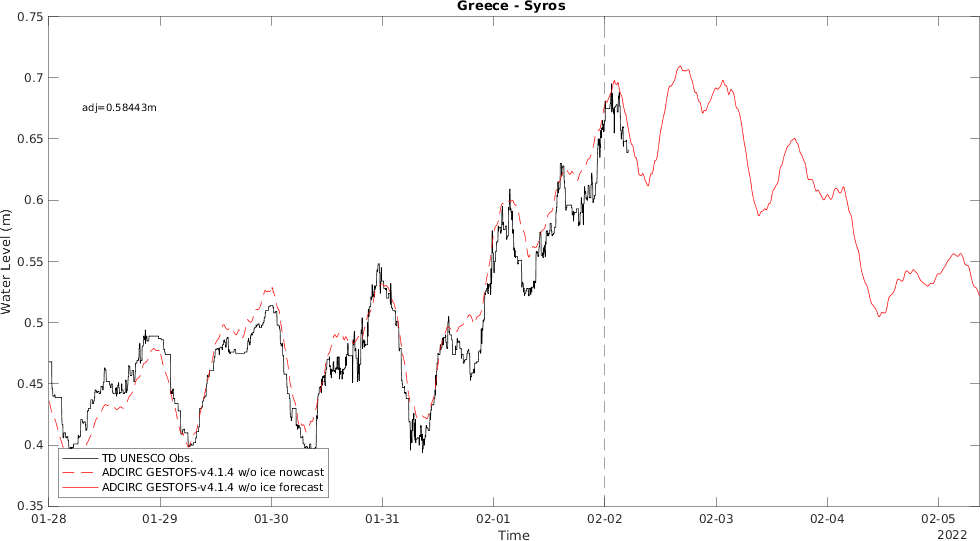 Greece - Syros
0.75
0.7
0.65
0.6
0.55
0.5
0.45
0.4
0.35
Water Level (m)
adj=0.58443m
TD UNESCO Obs.
ADCIRC GESTOFS-v4.1.4 w/o ice nowcast
ADCIRC GESTOFS-v4.1.4 w/o ice forecast
01-28 01-29 01-30 01-31 02-01 02-02 02-03 02-04 02-05
Time
2022